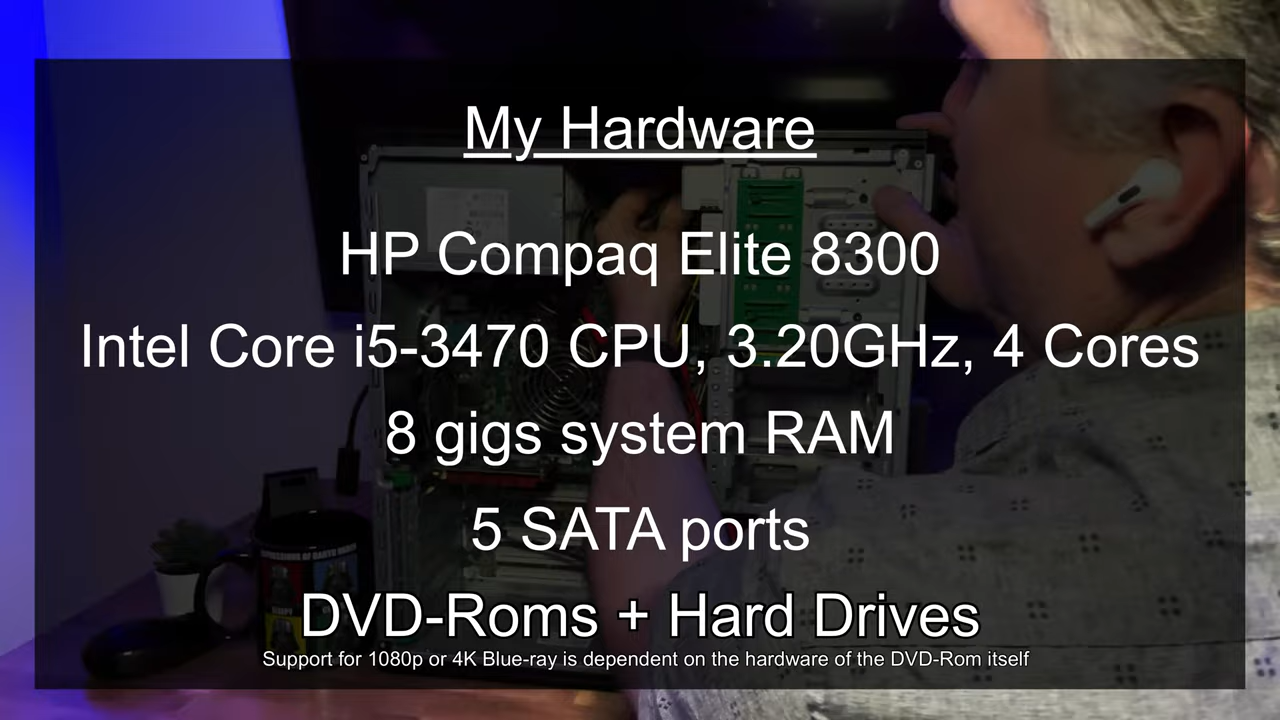 My Hardware
HP Compaq Elite 8300
Intel Core i5-3470 CPU, 3.20GHz, 4 Cores
8 gigs system RAM
5 SATA ports
DVD-Roms + Hard Drives
Support for 1080p or 4K Blue-ray is dependent on the hardware of the DVD-Rom itself